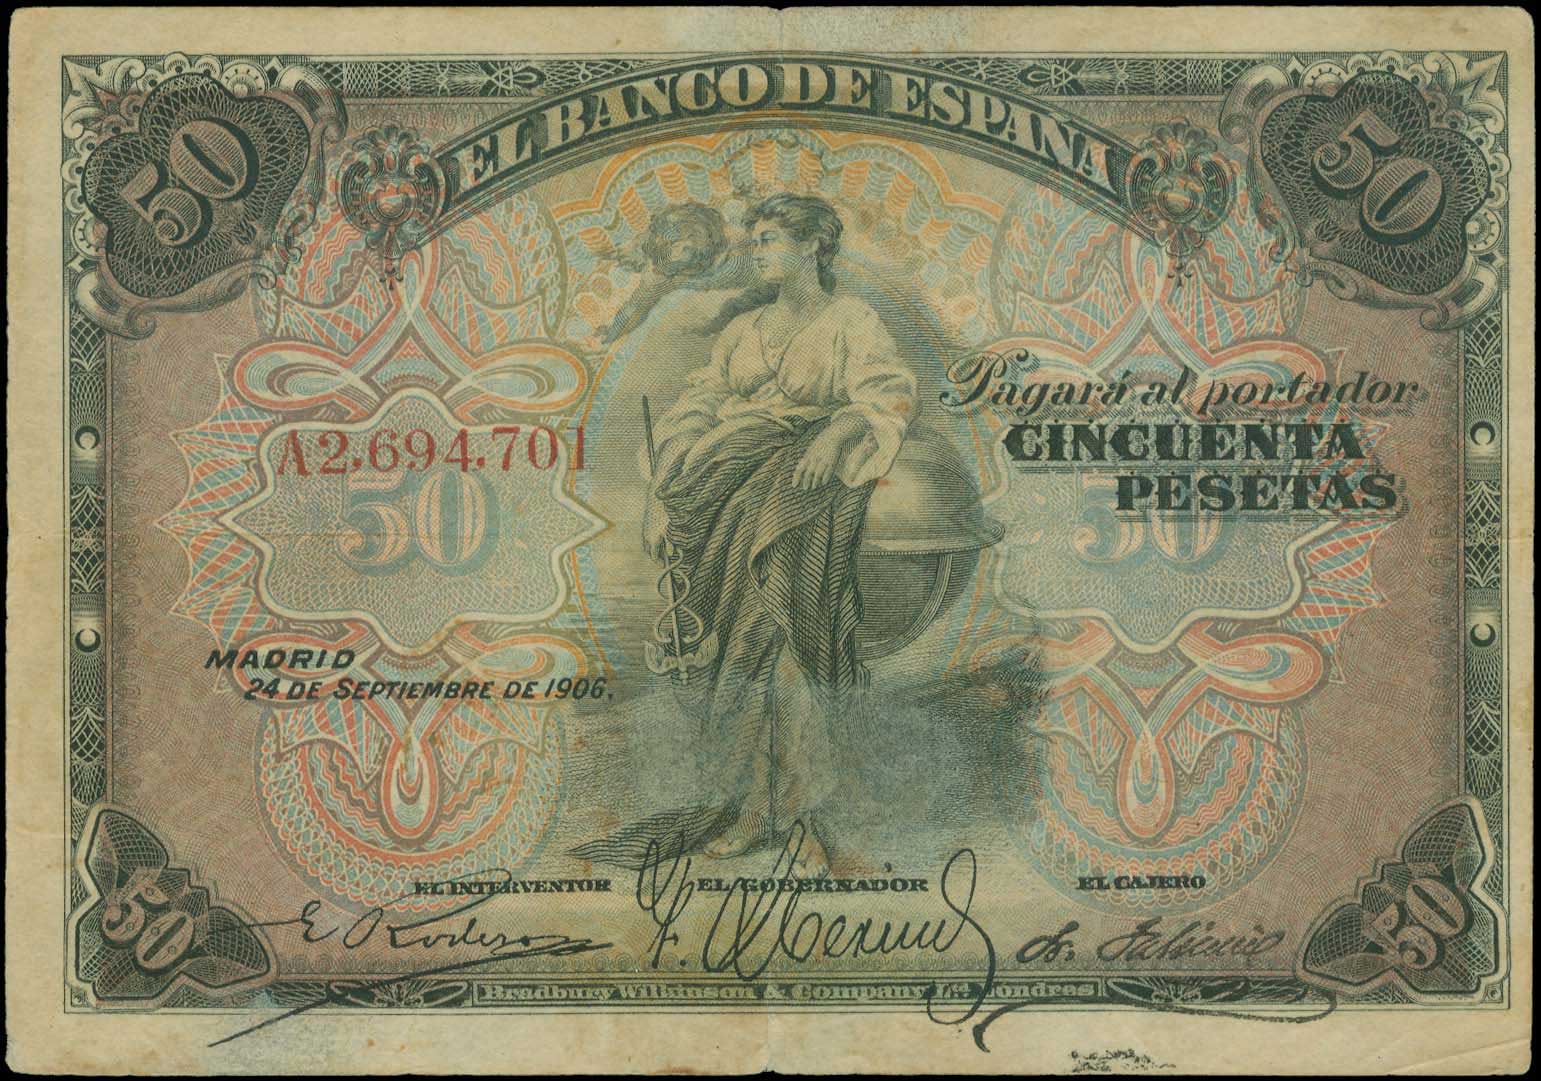 50
EL BANCO DE ESPAÑA
50
Pagará al portador
CINCUENTA
PESETAS
A2,694,701
50
50
MADRID
24 DE SEPTIEMBRE DE 1906.
EL INTERVENTOR
EL GOBERNADOR
EL CAJERO
50
50
Bradbury Wilkinson & Company Ld. Londres